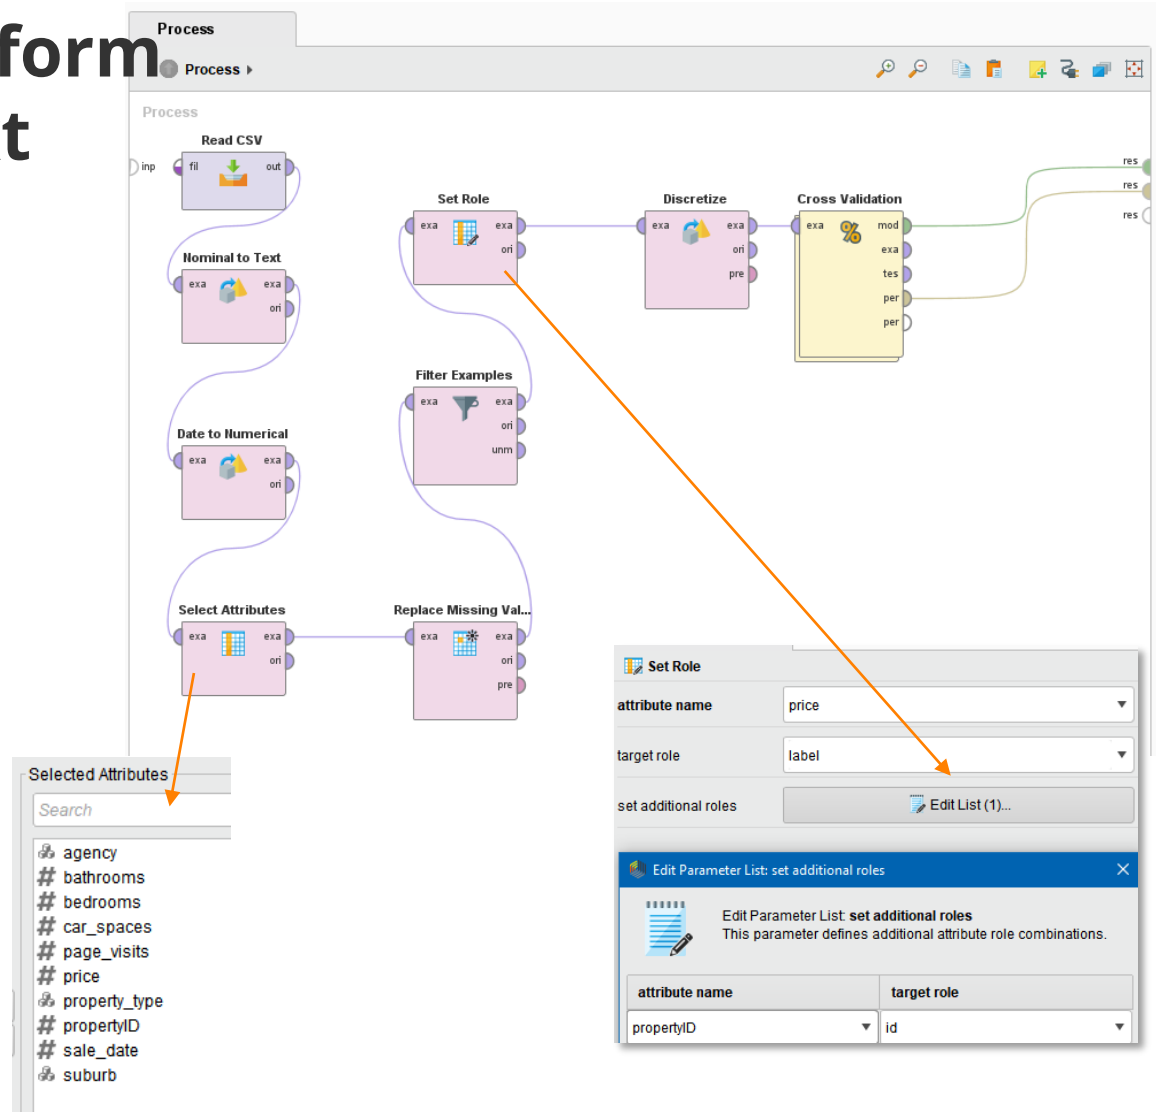 form
t
Process
Process
Process
Read CSV
inp
fil
out
Nominal to Text
exa
exa
ori
Date to Numerical
exa
exa
ori
Select Attributes
exa
exa
ori
Set Role
exa
exa
ori
Filter Examples
exa
exa
ori
unm
Replace Missing Val...
exa
exa
ori
pre
Discretize
exa
exa
ori
pre
Cross Validation
exa
mod
exa
tes
per
per
res
res
res
Selected Attributes
Search
agency
bathrooms
bedrooms
car_spaces
page_visits
price
property_type
propertyID
sale_date
suburb
Set Role
attribute name
price
target role
label
set additional roles
Edit List (1)...
Edit Parameter List: set additional roles
Edit Parameter List: set additional roles
This parameter defines additional attribute role combinations.
attribute name
target role
propertyID
id